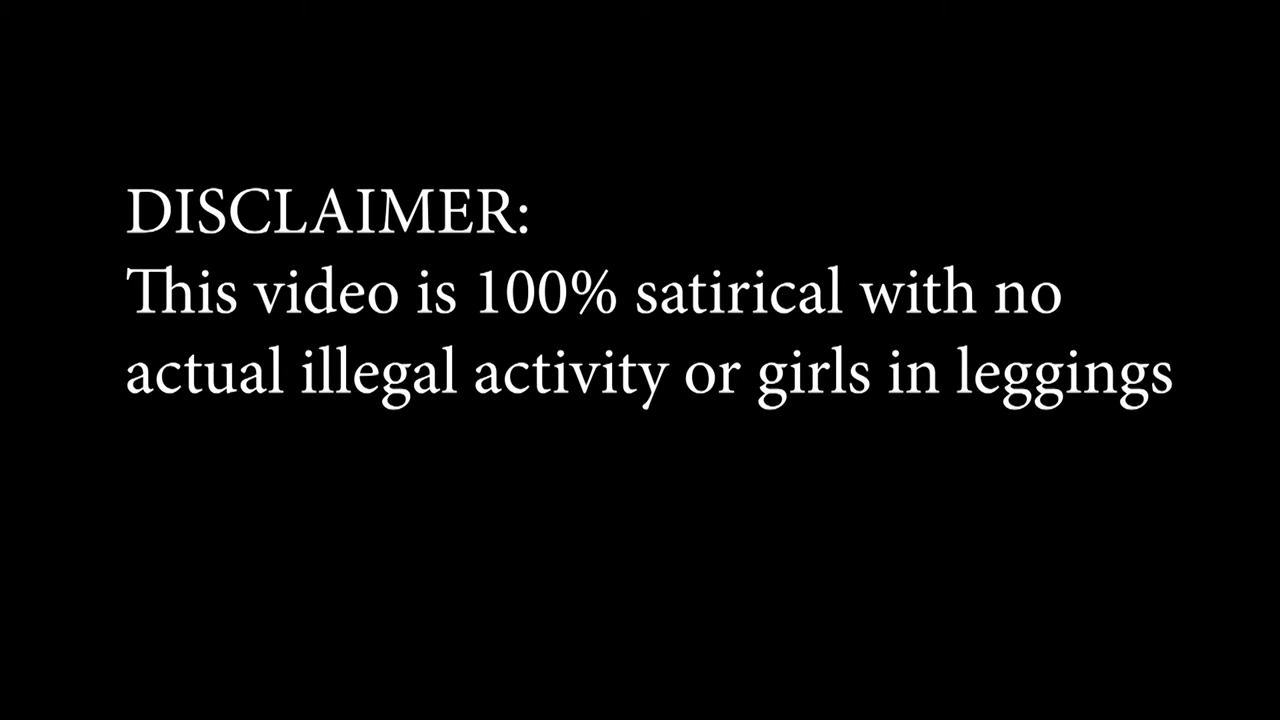 DISCLAIMER:
This video is 100% satirical with no
actual illegal activity or girls in leggings